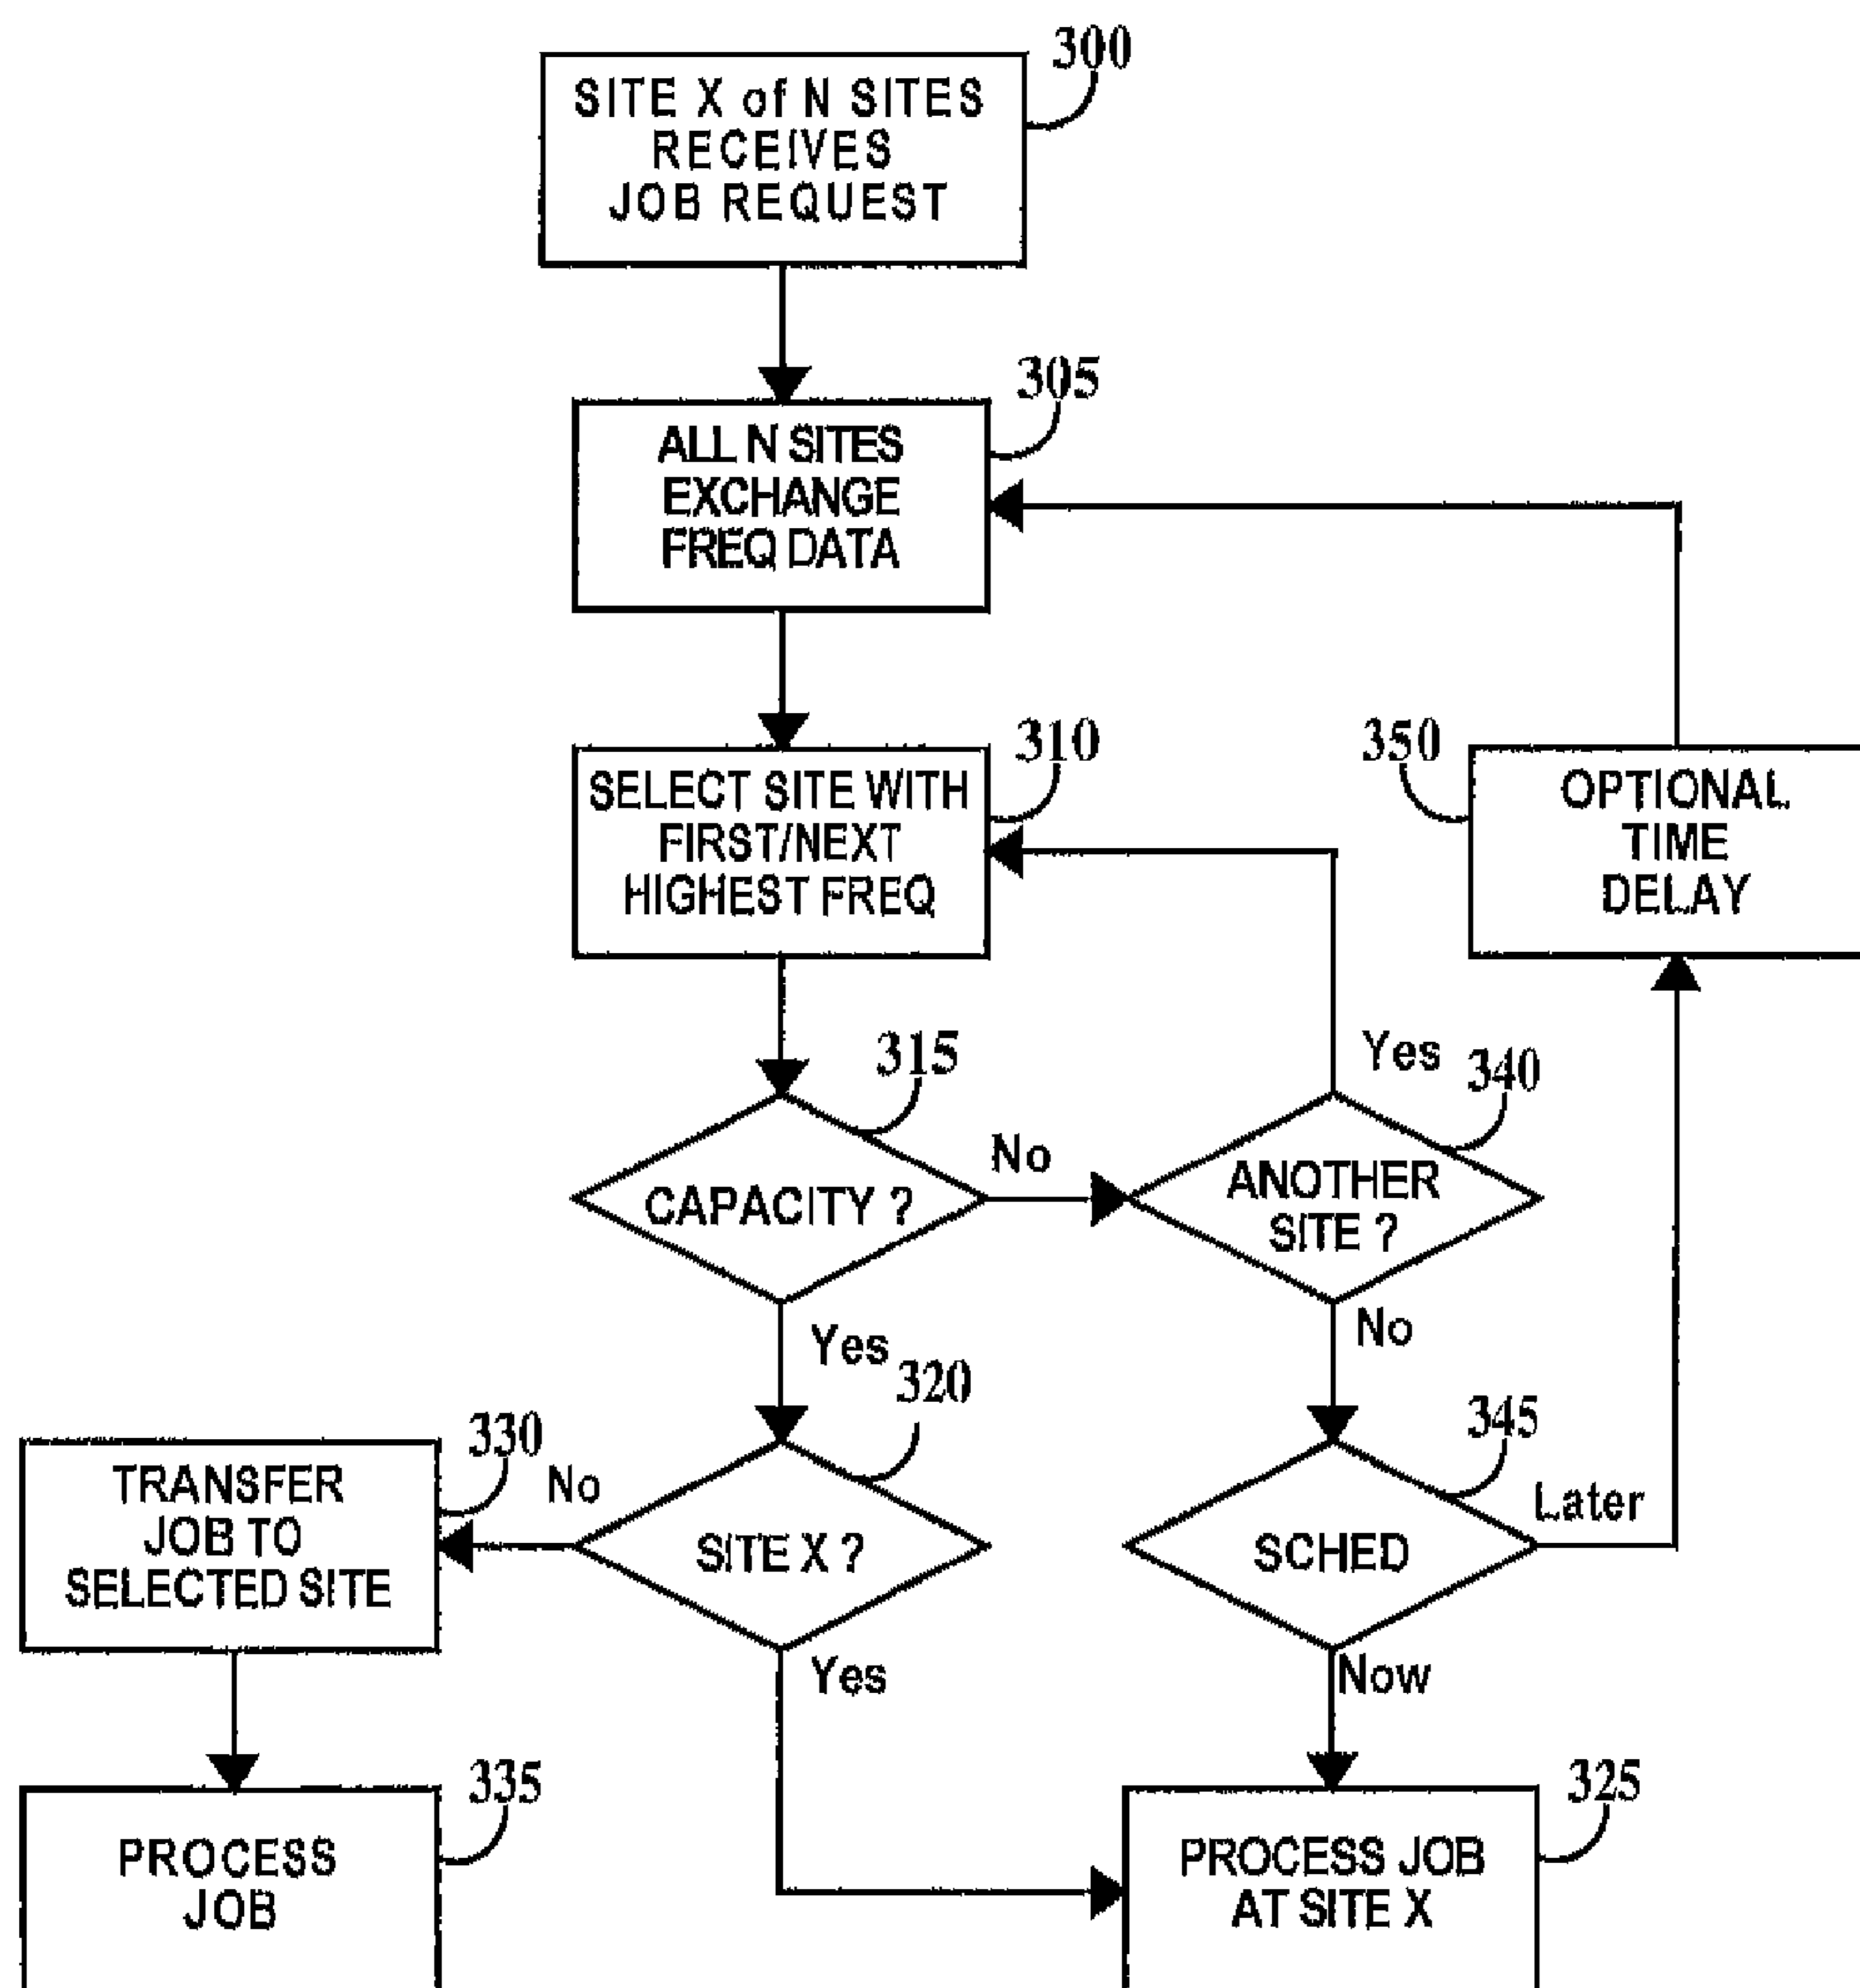 300
SITE X of N SITES
RECEIVES
JOB REQUEST
305
ALL N SITES
EXCHANGE
FREQ DATA
310
SELECT SITE WITH
FIRST/NEXT
HIGHEST FREQ
350
OPTIONAL
TIME
DELAY
315
CAPACITY ?
No
Yes
340
ANOTHER
SITE ?
Yes
No
320
SITE X ?
No
Yes
345
SCHED
Later
Now
330
TRANSFER
JOB TO
SELECTED SITE
335
PROCESS
JOB
325
PROCESS JOB
AT SITE X